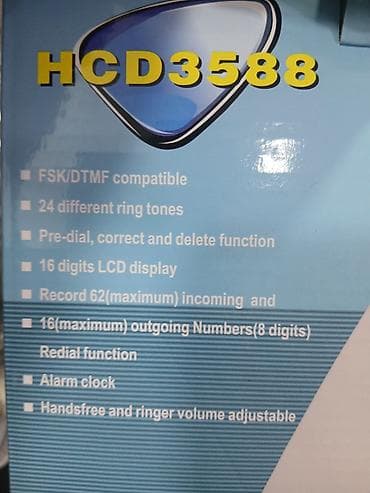 HCD3588
■ FSK/DTMF compatible
■ 24 different ring tones
■ Pre-dial, correct and delete function
■ 16 digits LCD display
■ Record 62(maximum) incoming and
■ 16(maximum) outgoing Numbers(8 digits)
Redial function
■ Alarm clock
■ Handsfree and ringer volume adjustable